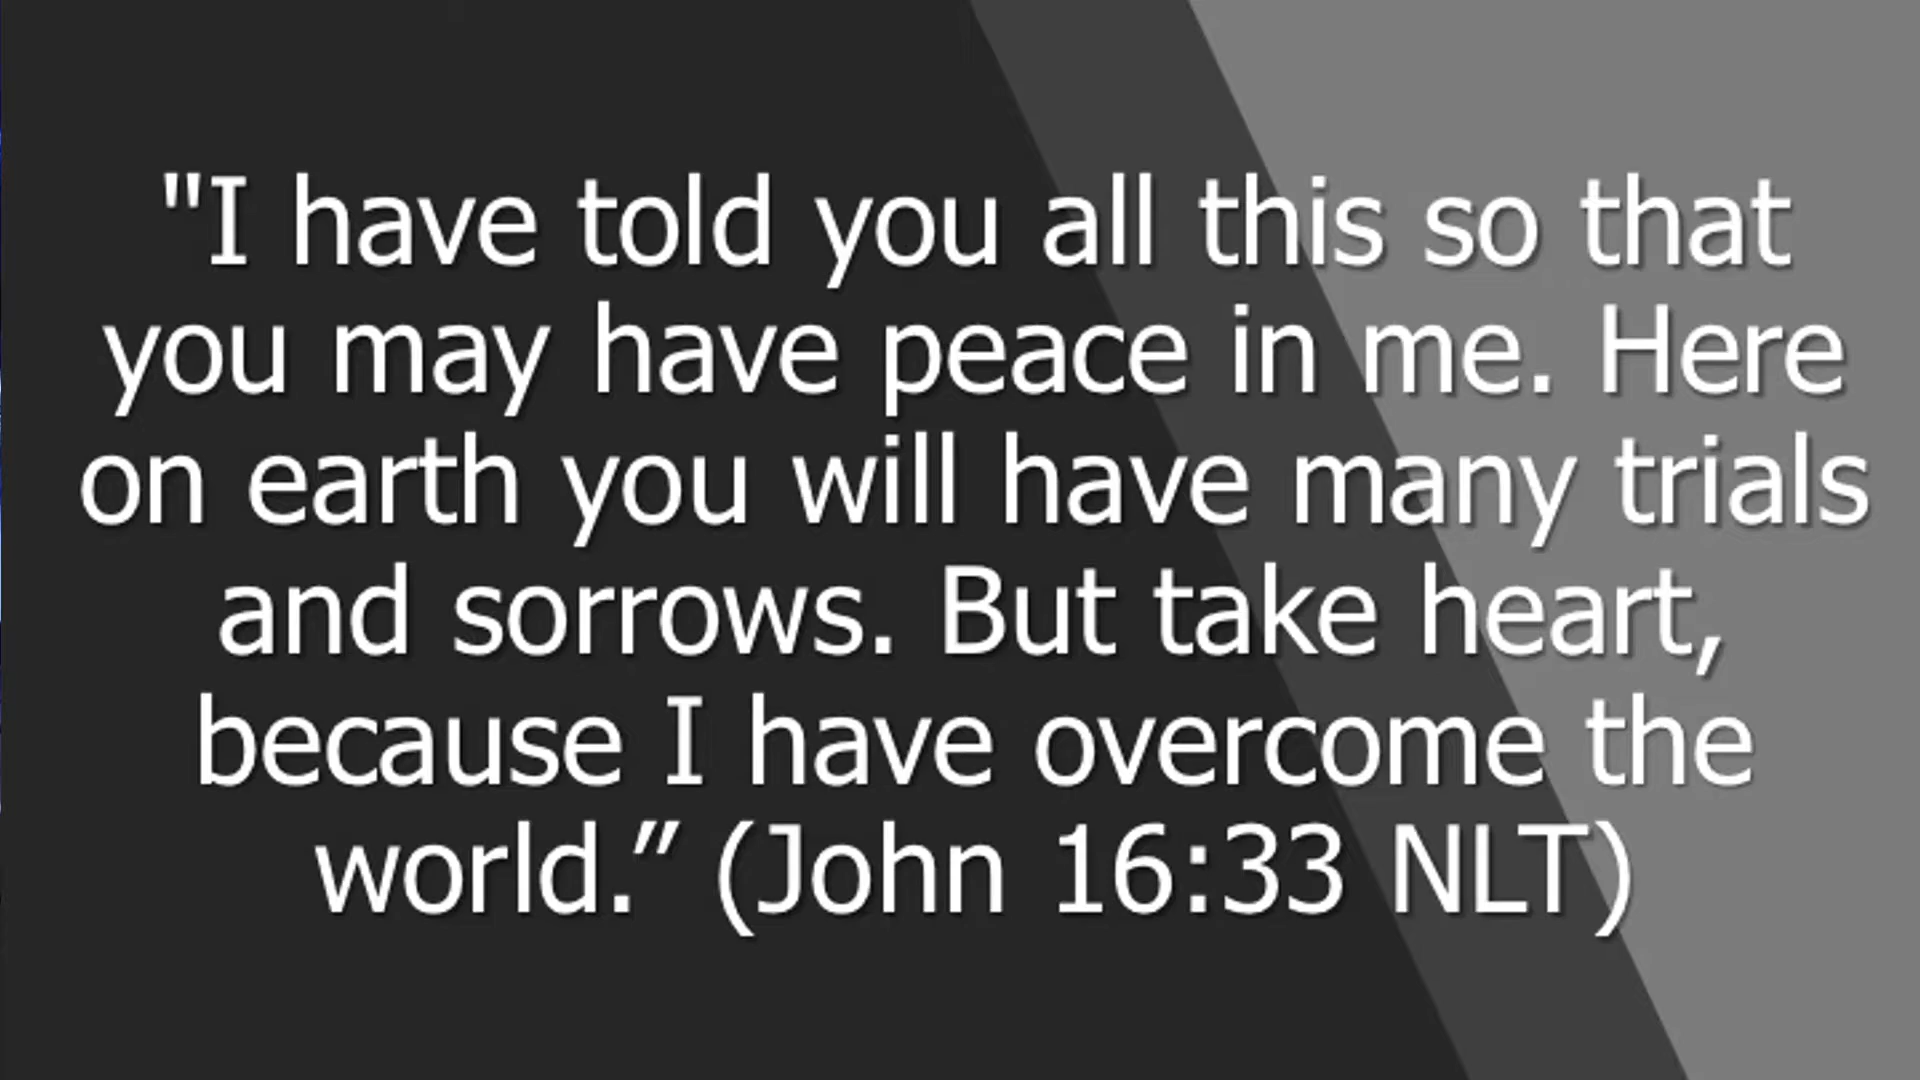 "I have told you all this so that
you may have peace in me. Here
on earth you will have many trials
and sorrows. But take heart,
because I have overcome the
world.” (John 16:33 NLT)